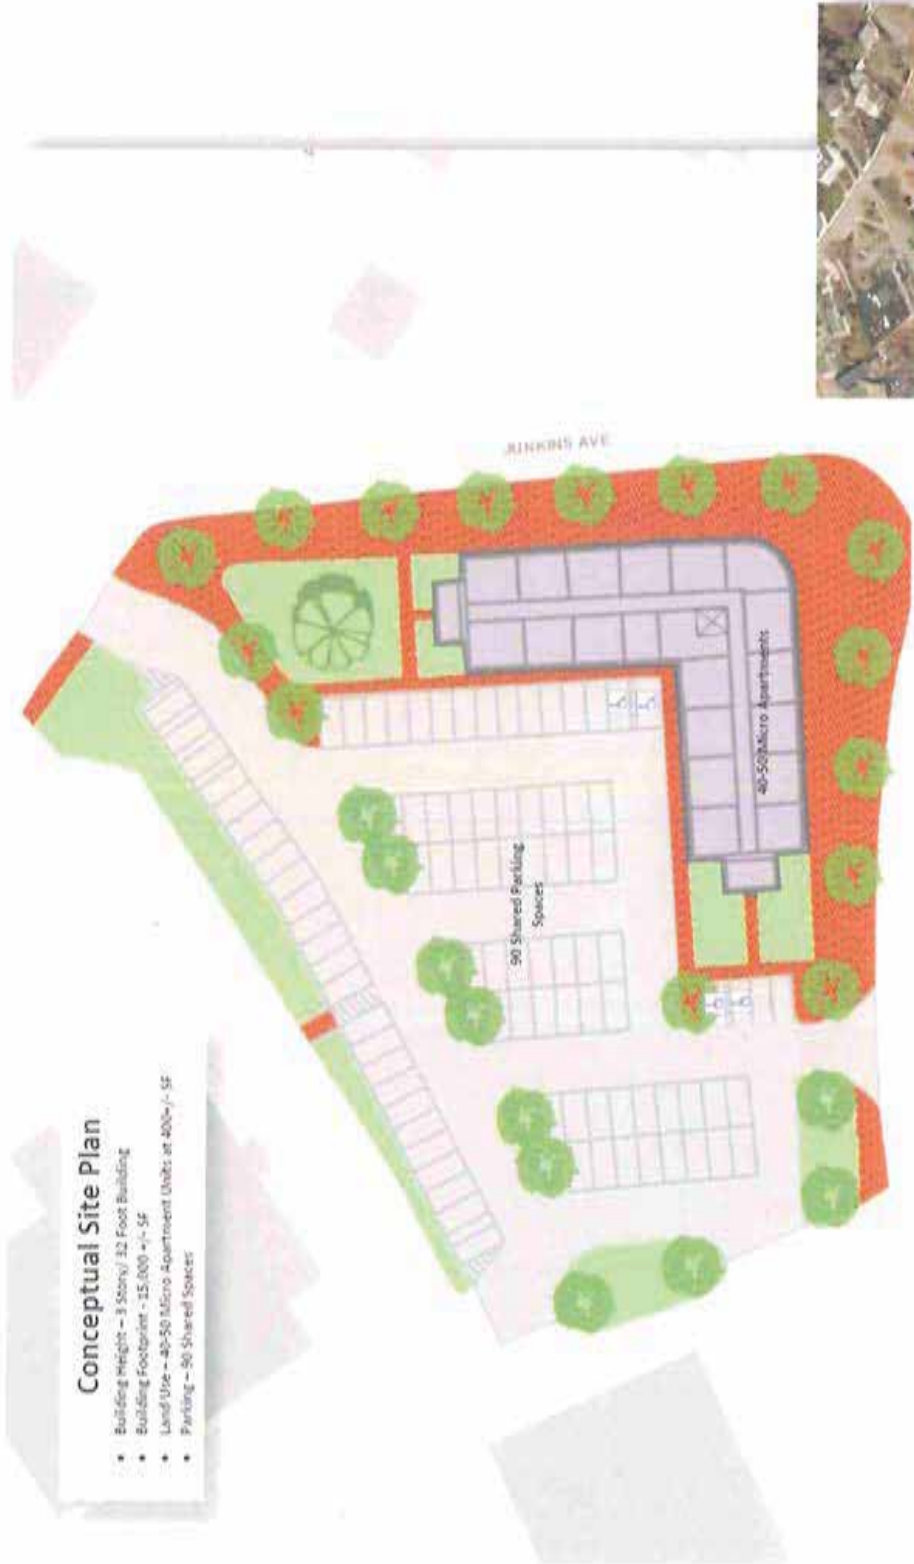 Conceptual Site Plan
• Building Height – 3 Story/ 32 Foot Building
• Building Footprint - 15,000 +/- SF
• Land Use – 40-50 Micro Apartment Units at 400+/- SF
• Parking – 90 Shared Spaces
90 Shared Parking
Spaces
40-50 Micro Apartments
JUNKINS AVE